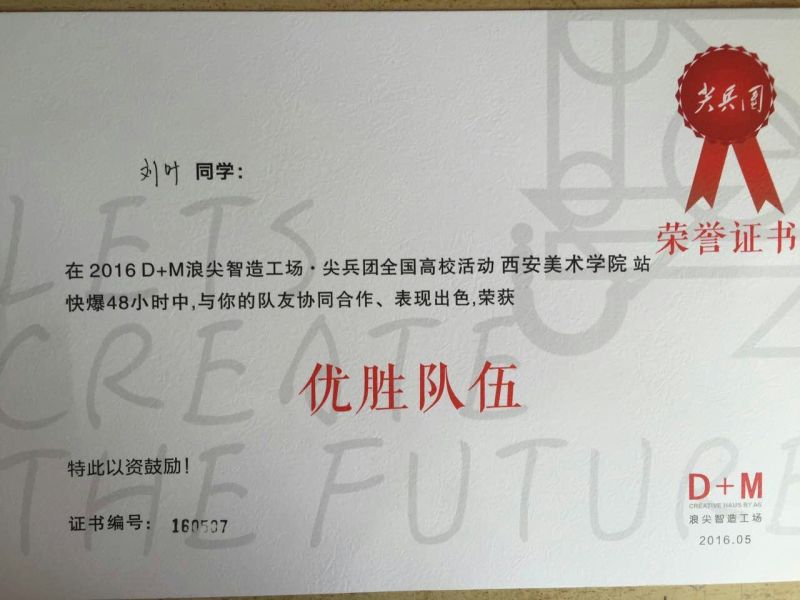 尖兵团
荣誉证书
刘叶 同学：
在 2016 D+M浪尖智造工场·尖兵团全国高校活动 西安美术学院 站
快爆48小时中,与你的队友协同合作、表现出色,荣获
优胜队伍
特此以资鼓励！
证书编号： 160507
LETS
CREATE
THE FUTURE
D+M
CREATIVE HAUS BY A6
浪尖智造工场
2016.05